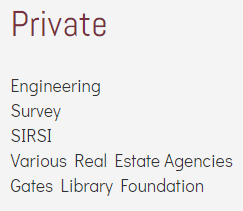 Private
Engineering
Survey
SIRSI
Various Real Estate Agencies
Gates Library Foundation